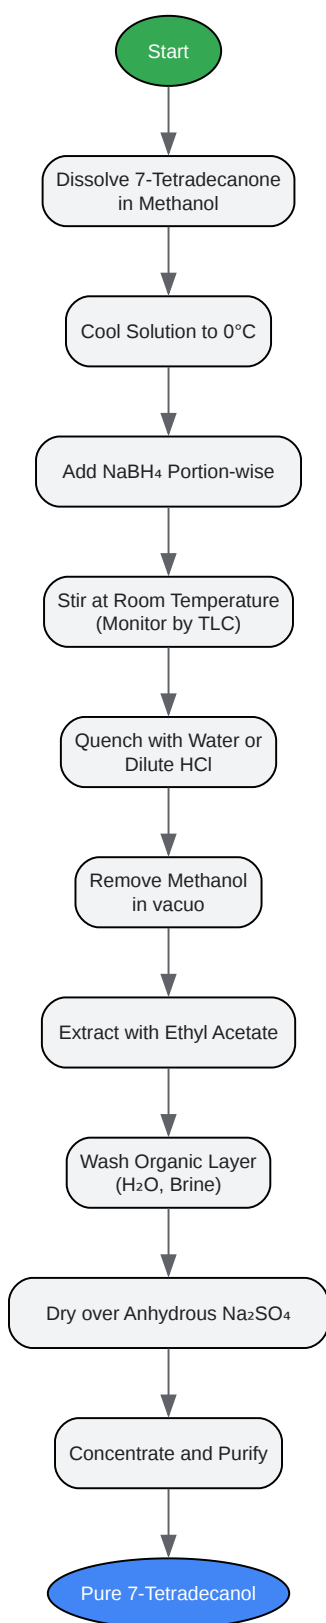 Start
Dissolve 7-Tetradecanone
in Methanol
Cool Solution to 0°C
Add NaBH₄ Portion-wise
Stir at Room Temperature
(Monitor by TLC)
Quench with Water or
Dilute HCl
Remove Methanol
in vacuo
Extract with Ethyl Acetate
Wash Organic Layer
(H₂O, Brine)
Dry over Anhydrous Na₂SO₄
Concentrate and Purify
Pure 7-Tetradecanol